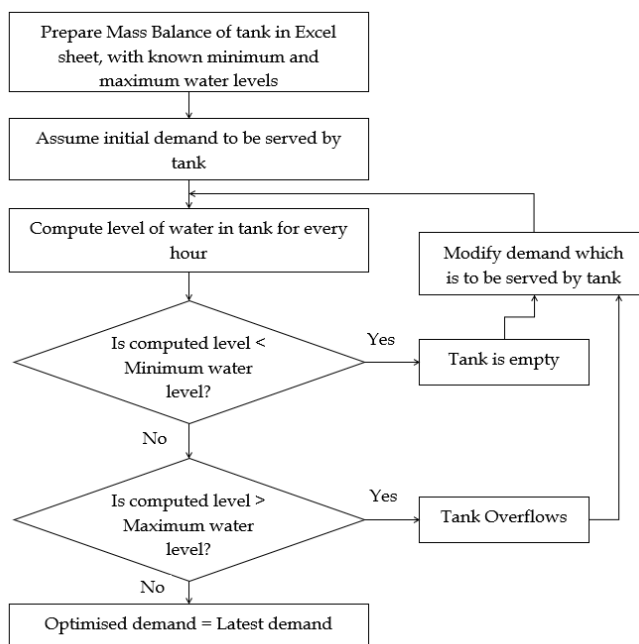 Prepare Mass Balance of tank in Excel
sheet, with known minimum and
maximum water levels
Assume initial demand to be served by
tank
Compute level of water in tank for every
hour
Modify demand which
is to be served by tank
Is computed level <
Minimum water
level?
Yes
Tank is empty
No
Is computed level >
Maximum water
level?
Yes
Tank Overflows
No
Optimised demand = Latest demand